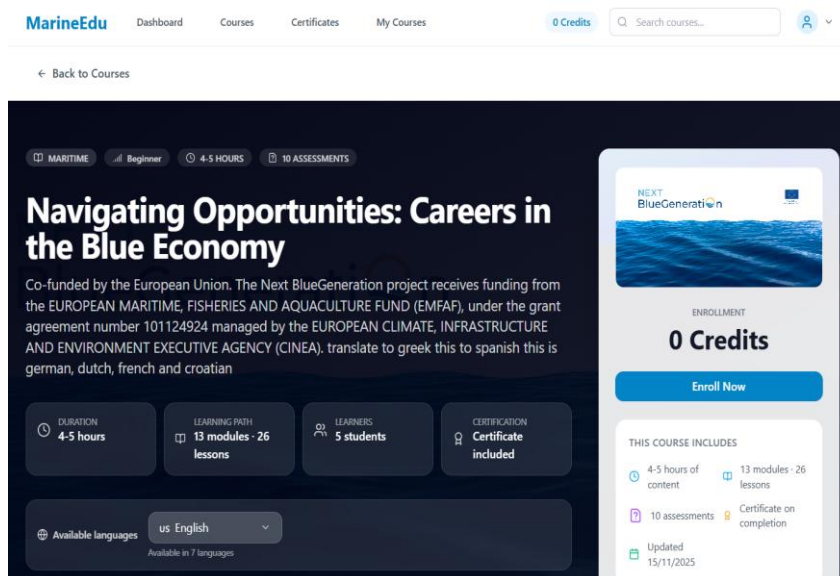 MarineEdu Dashboard Courses Certificates My Courses 0 Credits Search courses...
Back to Courses
MARITIME Beginner 4-5 HOURS 10 ASSESSMENTS
Navigating Opportunities: Careers in
the Blue Economy
Co-funded by the European Union. The Next BlueGeneration project receives funding from
the EUROPEAN MARITIME, FISHERIES AND AQUACULTURE FUND (EMFAF), under the grant
agreement number 101124924 managed by the EUROPEAN CLIMATE, INFRASTRUCTURE
AND ENVIRONMENT EXECUTIVE AGENCY (CINEA). translate to greek this to spanish this is
german, dutch, french and croatian
DURATION
4-5 hours
LEARNING PATH
13 modules · 26
lessons
LEARNERS
5 students
CERTIFICATION
Certificate
included
Available languages
us English
Available in 7 languages
NEXT
BlueGeneration
ENROLLMENT
0 Credits
Enroll Now
THIS COURSE INCLUDES
4-5 hours of
content
13 modules · 26
lessons
10 assessments
Certificate on
completion
Updated
15/11/2025